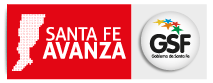 SANTA FE
AVANZA
GSF
Gobierno de Santa Fe